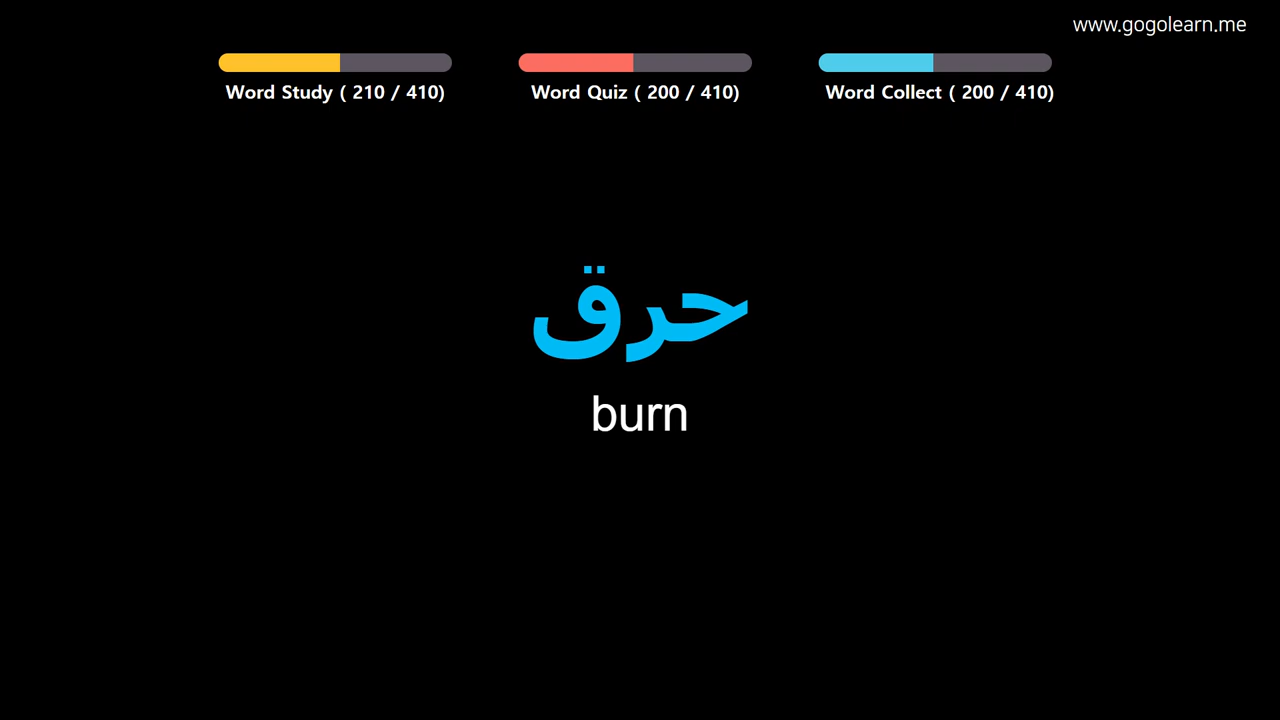 www.gogolearn.me
Word Study ( 210 / 410)
Word Quiz ( 200 / 410)
Word Collect ( 200 / 410)
حرق
burn